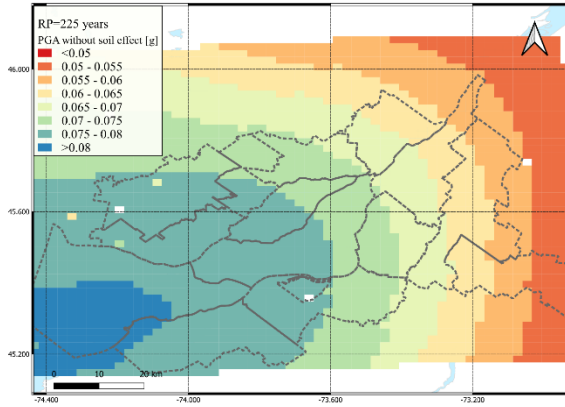 RP=225 years
PGA without soil effect [g]
<0.05
0.05 - 0.055
0.055 - 0.06
0.06 - 0.065
0.065 - 0.07
0.07 - 0.075
0.075 - 0.08
>0.08
46.000
45.600
45.200
0 10 20 km
-74.400 -74.000 -73.600 -73.200